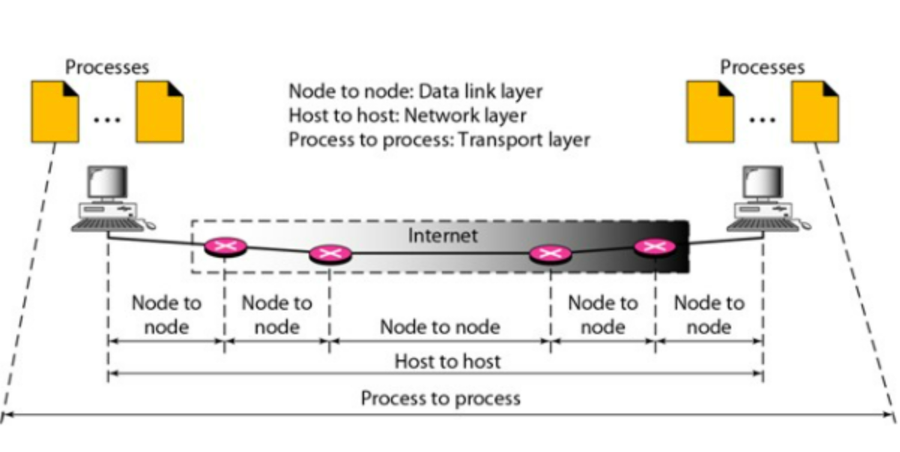 Processes
Processes
...
...
Node to node: Data link layer
Host to host: Network layer
Process to process: Transport layer
Internet
Node to
node
Node to
node
Node to node
Node to
node
Node to
node
Host to host
Process to process